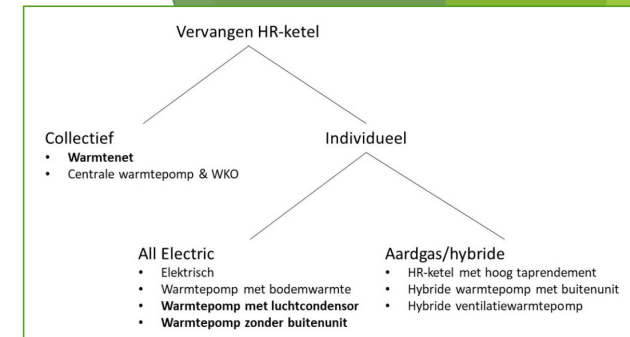 Vervangen HR-ketel
Collectief
• Warmtenet
• Centrale warmtepomp & WKO
Individueel
All Electric
• Elektrisch
• Warmtepomp met bodemwarmte
• Warmtepomp met luchtcondensor
• Warmtepomp zonder buitenunit
Aardgas/hybride
• HR-ketel met hoog taprendement
• Hybride warmtepomp met buitenunit
• Hybride ventilatiewarmtepomp